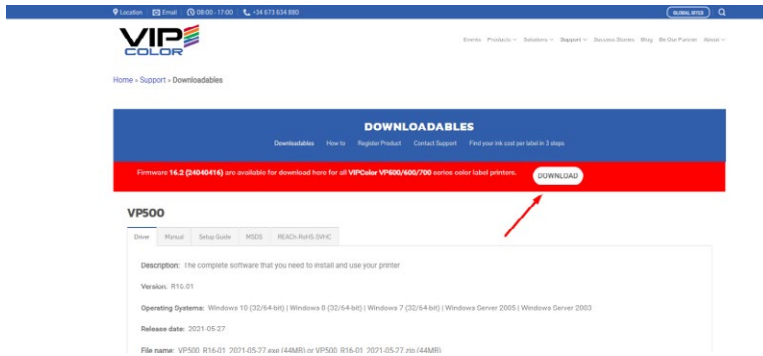 Location | Email | 08:00 - 17:00 | +34 673 634 880 GLOBAL SITES
VIP
COLOR
Events Products Solutions Support Success Stories Blog Be Our Partner About
Home » Support » Downloadables
DOWNLOADABLES
Downloadables How to Register Product Contact Support Find your ink cost per label in 3 steps
Firmware 16.2 (24040416) are available for download here for all VIPColor VP500/600/700 series color label printers. DOWNLOAD
VP500
Driver Manual Setup Guide MSDS REACh-RoHS-SVHC
Description: The complete software that you need to install and use your printer
Version: R16.01
Operating Systems: Windows 10 (32/64-bit) | Windows 8 (32/64-bit) | Windows 7 (32/64-bit) | Windows Server 2005 | Windows Server 2003
Release date: 2021-05-27
File name: VP500_R16-01_2021-05-27.exe (44MB) or VP500_R16-01_2021-05-27.zip (44MB)